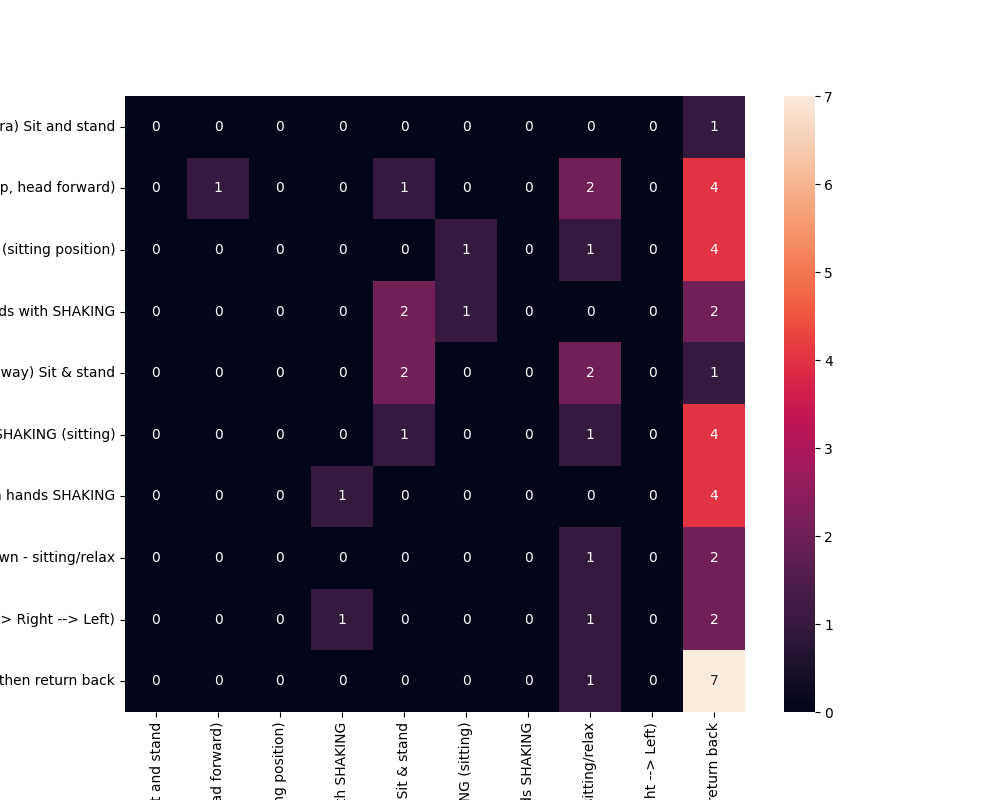 ra) Sit and stand 0 0 0 0 0 0 0 0 0 1
p, head forward) 0 1 0 0 1 0 0 2 0 4
(sitting position) 0 0 0 0 0 1 0 1 0 4
ds with SHAKING 0 0 0 0 2 1 0 0 0 2
way) Sit & stand 0 0 0 0 2 0 0 2 0 1
SHAKING (sitting) 0 0 0 0 1 0 0 1 0 4
hands SHAKING 0 0 0 1 0 0 0 0 0 4
wn - sitting/relax 0 0 0 0 0 0 0 1 0 2
> Right --> Left) 0 0 0 1 0 0 0 1 0 2
then return back 0 0 0 0 0 0 0 1 0 7
t and stand
ad forward)
ng position)
th SHAKING
Sit & stand
NG (sitting)
ds SHAKING
sitting/relax
ht --> Left)
return back
7
6
5
4
3
2
1
0